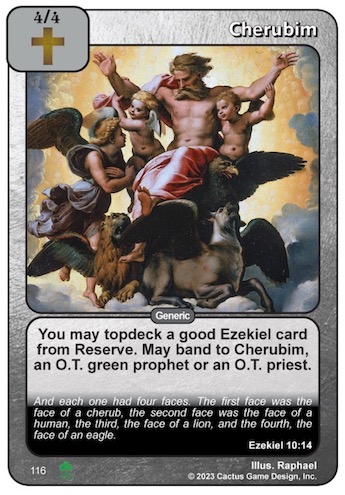 4/4
Cherubim
Generic
You may topdeck a good Ezekiel card
from Reserve. May band to Cherubim,
an O.T. green prophet or an O.T. priest.
And each one had four faces. The first face was the
face of a cherub, the second face was the face of a
human, the third, the face of a lion, and the fourth, the
face of an eagle.
Ezekiel 10:14
Illus. Raphael
116
© 2023 Cactus Game Design, Inc.